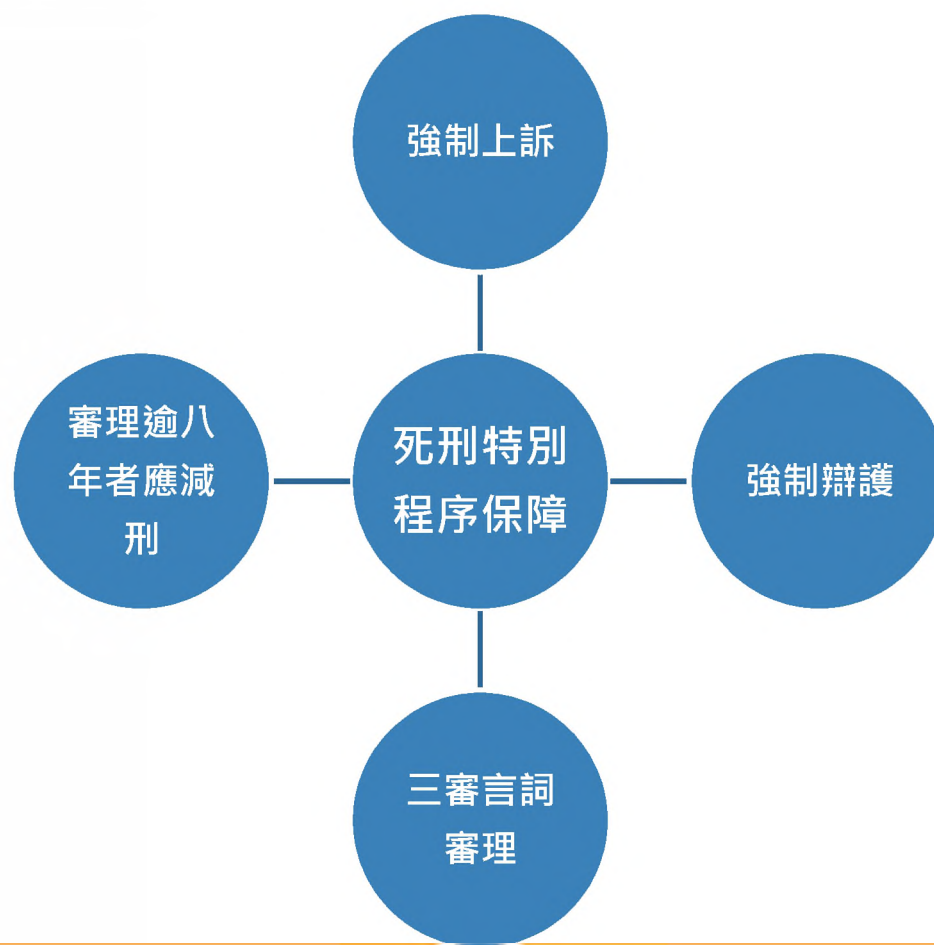 強制上訴
審理逾八
年者應減
刑
死刑特別
程序保障
強制辯護
三審言詞
審理